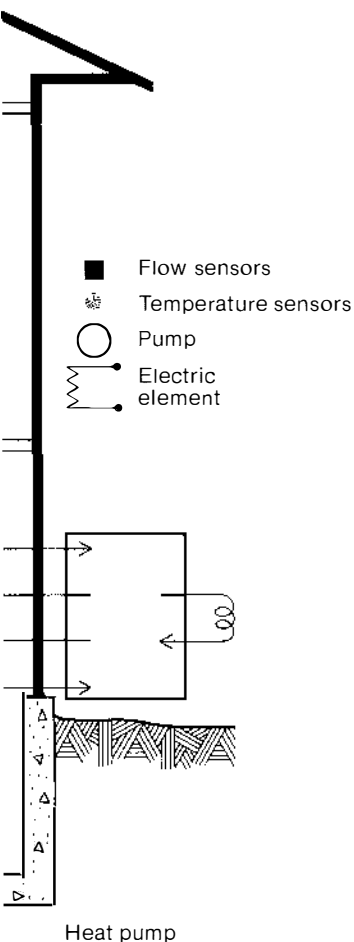 Flow sensors
Temperature sensors
Pump
Electric
element
Heat pump